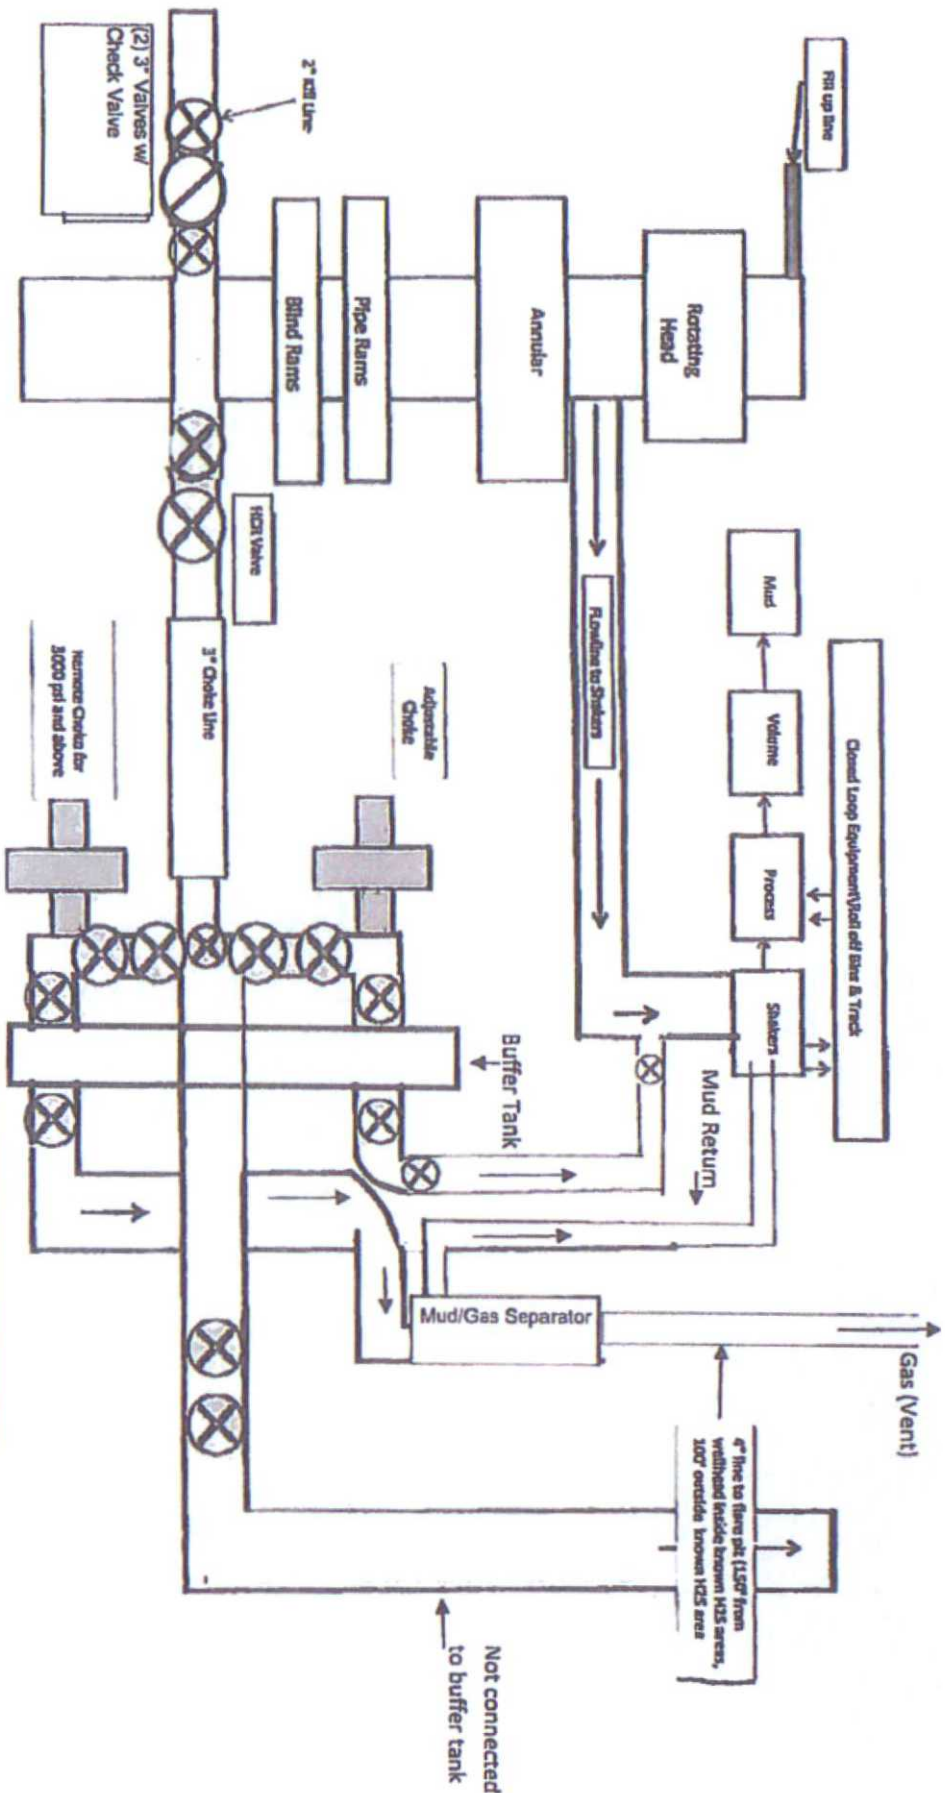 Fill up line
Rotating
Head
Annular
Pipe Rams
Blind Rams
2" Kill Line
(2) 3" Valves w/
Check Valve
HCR Valve
3" Choke Line
Remote Choke for
3000 psi and above
Adjustable
Choke
Flowline to Shakers
Mud
Volume
Process
Shakers
Closed Loop Equipment\Roll off Bins & Track
Buffer Tank
Mud Return
Mud/Gas Separator
Gas (Vent)
4" line to flare pit (150' from
wellhead inside known H2S areas,
100' outside known H2S area
Not connected
to buffer tank